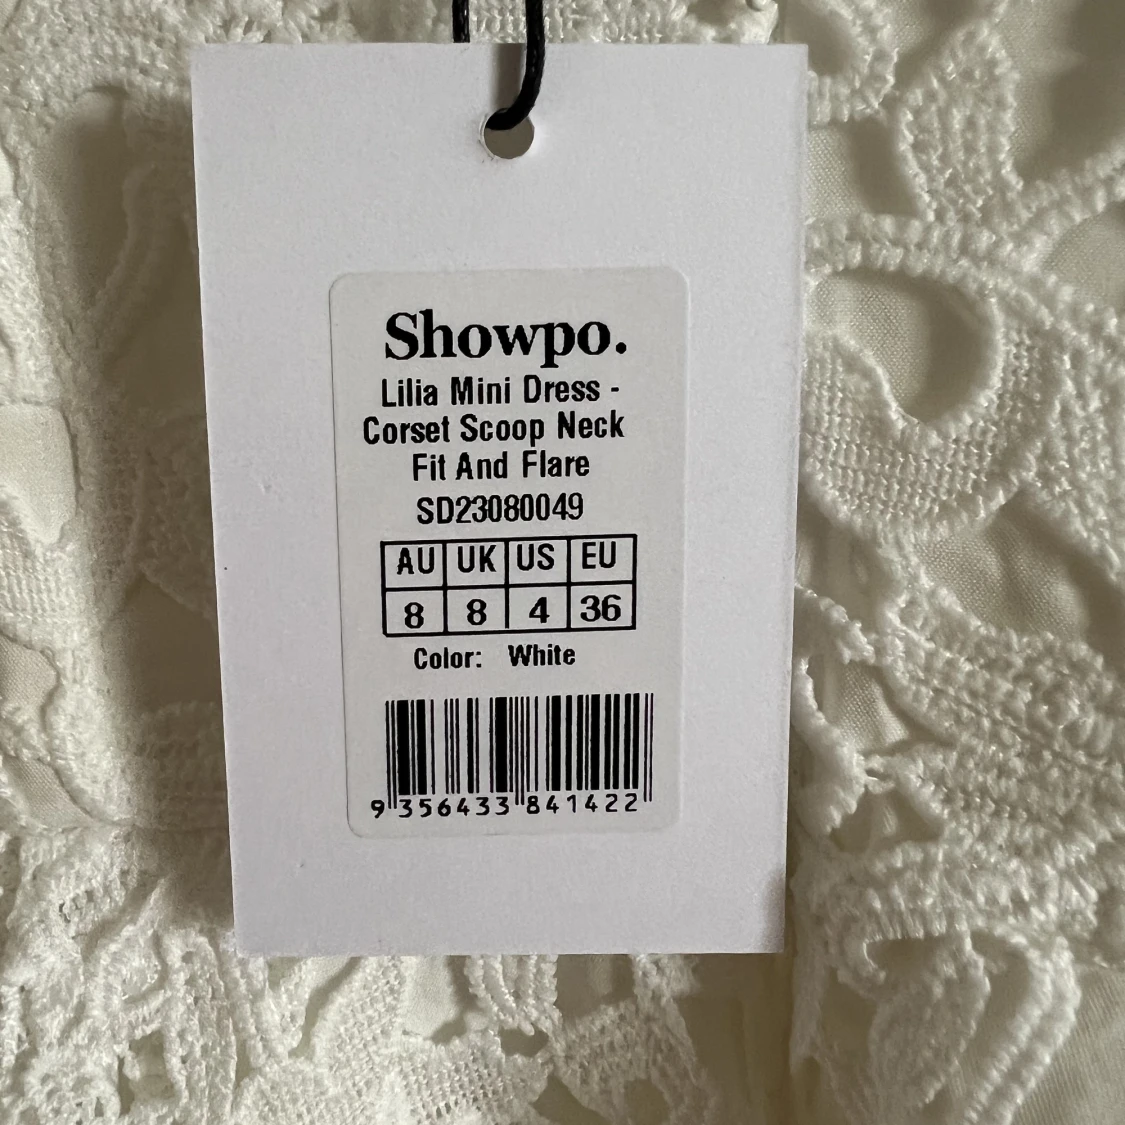 Showpo.
Lilia Mini Dress -
Corset Scoop Neck
Fit And Flare
SD23080049
AU UK US EU
8 8 4 36
Color: White
9 356433 841422